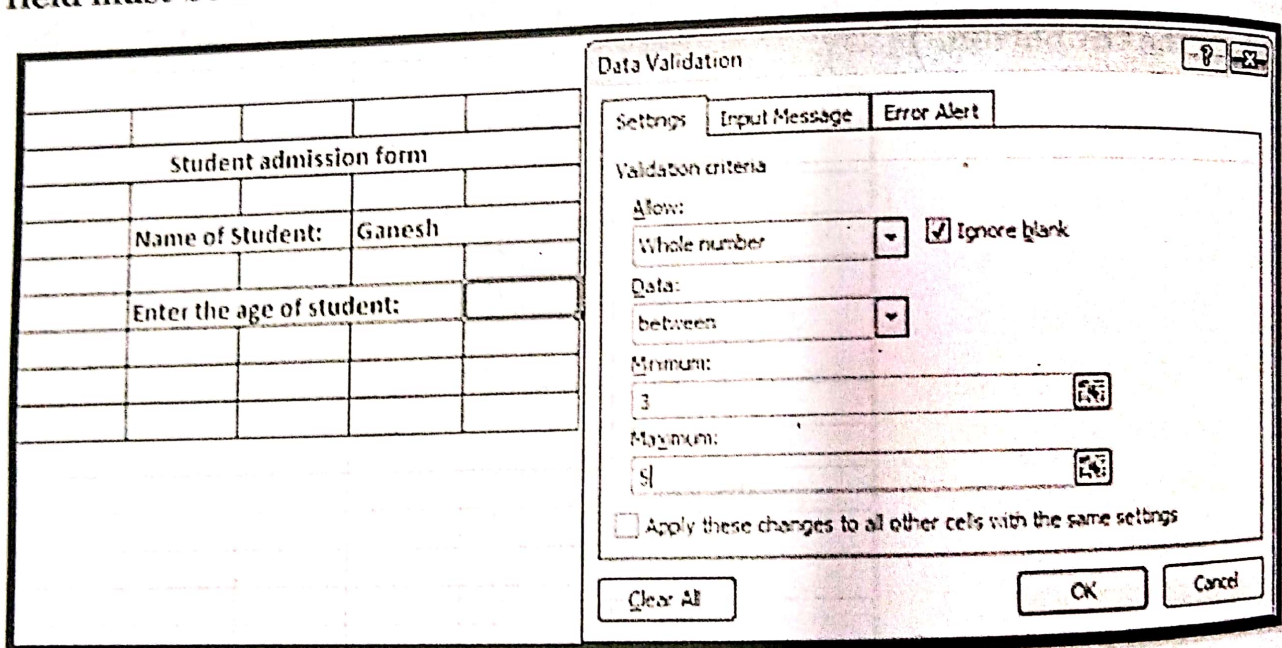 field must b
Student admission form
Name of Student: Ganesh
Enter the age of student:
Data Validation
Settings Input Message Error Alert
Validation criteria
Allow:
Whole number
Ignore blank
Data:
between
Minimum:
3
Maximum:
5
Apply these changes to all other cells with the same settings
Clear All OK Cancel